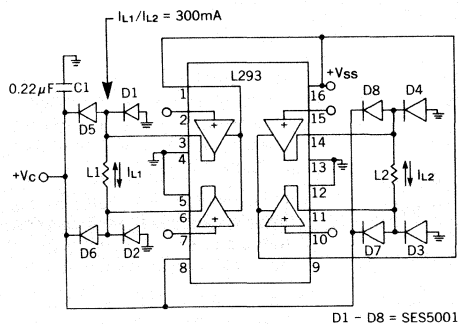 IL1/IL2 = 300mA
+VSS
L293
0.22µF
C1
D1
D5
D8
D4
1
2
3
4
5
6
7
8
16
15
14
13
12
11
10
9
+VC
L1
IL1
L2
IL2
D6
D2
D7
D3
+
+
+
+
D1 – D8 = SES5001